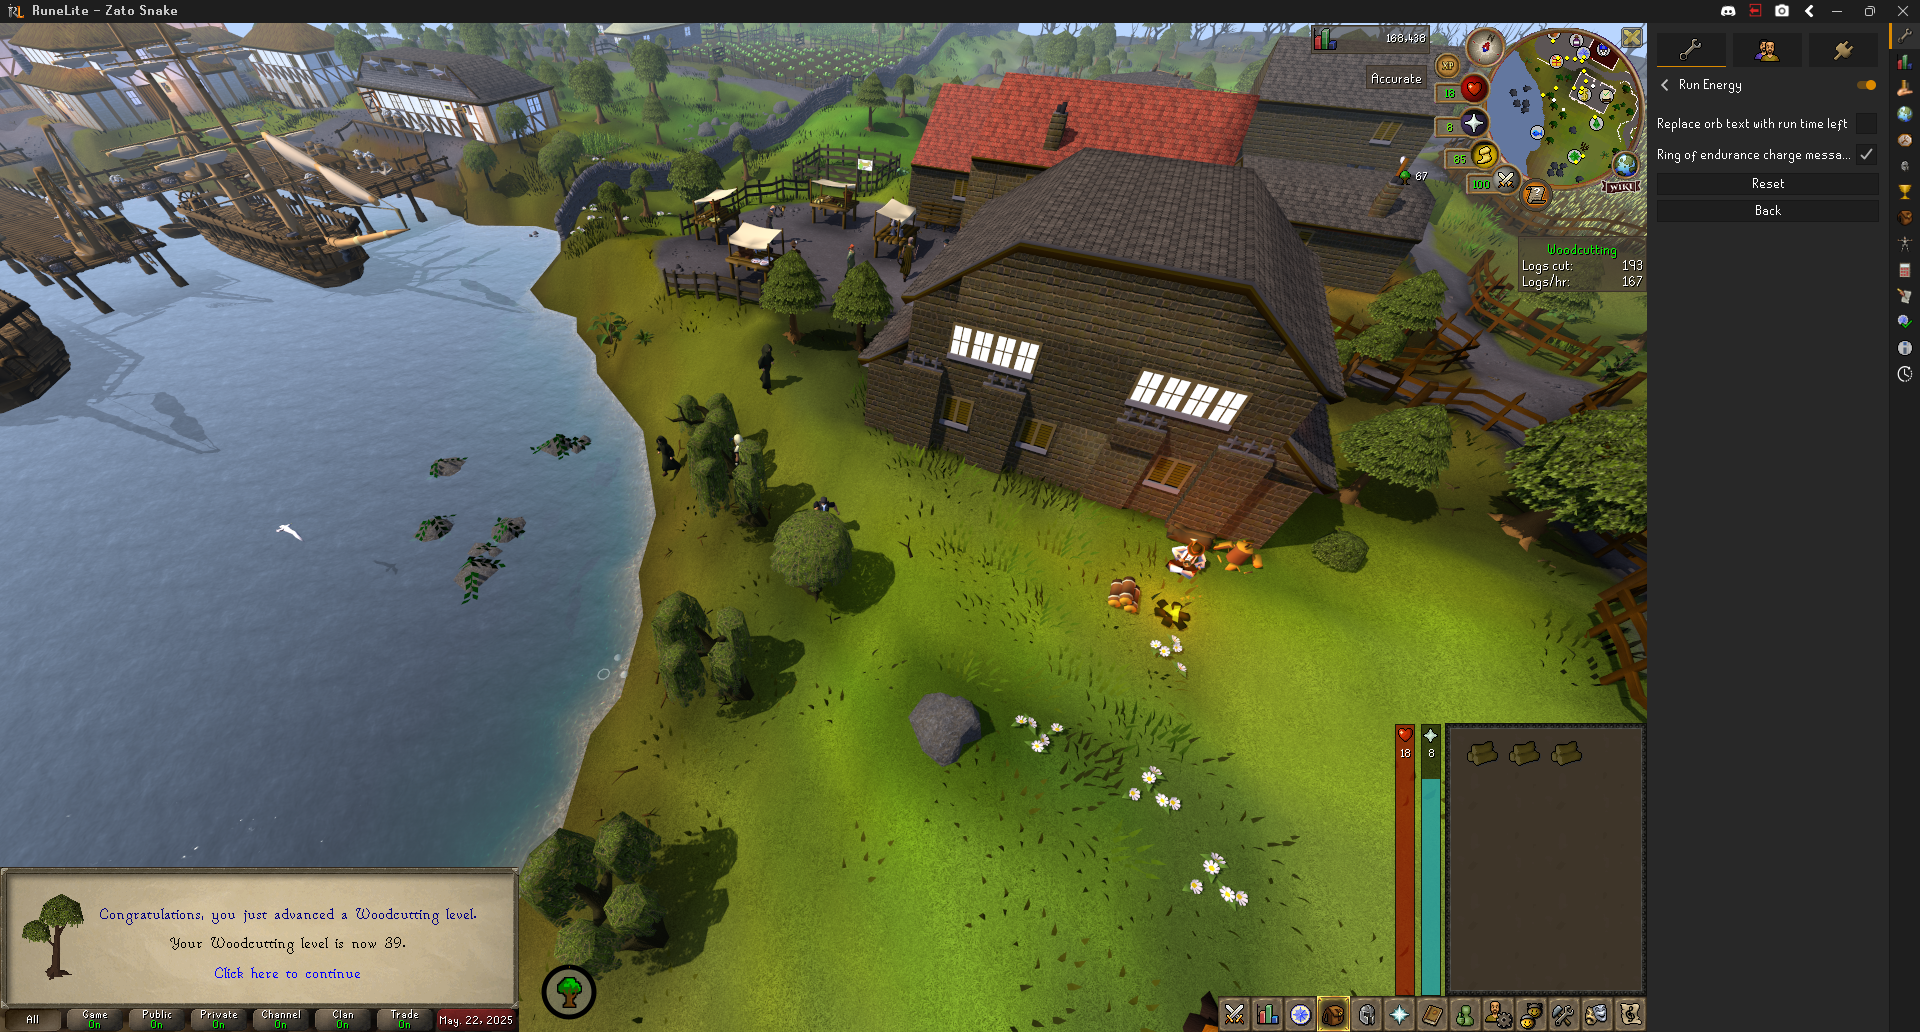 RuneLite - Zato Snake
168,438
Accurate
XP
18
8
85
100
WIKI
67
Woodcutting
Logs cut: 193
Logs/hr: 167
Run Energy
Replace orb text with run time left
Ring of endurance charge messa...
Reset
Back
18
8
Congratulations, you just advanced a Woodcutting level.
Your Woodcutting level is now 39.
Click here to continue
All
Game
On
Public
On
Private
On
Channel
On
Clan
On
Trade
On
May. 22, 2025